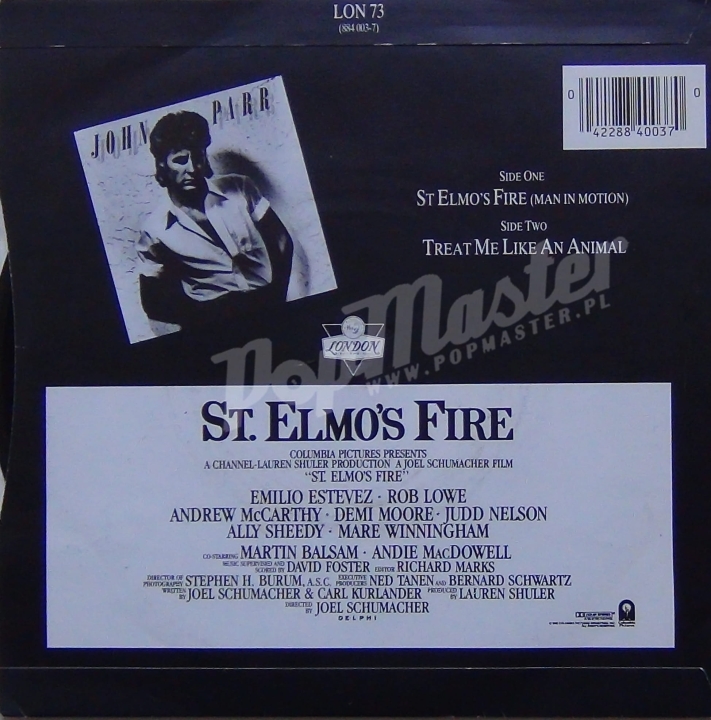 LON 73
(884 003-7)
JOHN PARR
0 42288 40037 0
SIDE ONE
ST ELMO'S FIRE (MAN IN MOTION)
SIDE TWO
TREAT ME LIKE AN ANIMAL
PopMaster
WWW.POPMASTER.PL
LONDON
ST. ELMO'S FIRE
COLUMBIA PICTURES PRESENTS
A CHANNEL-LAUREN SHULER PRODUCTION A JOEL SCHUMACHER FILM
"ST. ELMO'S FIRE"
EMILIO ESTEVEZ · ROB LOWE
ANDREW McCARTHY · DEMI MOORE · JUDD NELSON
ALLY SHEEDY · MARE WINNINGHAM
CO-STARRING MARTIN BALSAM · ANDIE MacDOWELL
MUSIC SUPERVISED AND SCORED BY DAVID FOSTER EDITOR RICHARD MARKS
DIRECTOR OF PHOTOGRAPHY STEPHEN H. BURUM, A.S.C. EXECUTIVE PRODUCERS NED TANEN AND BERNARD SCHWARTZ
WRITTEN BY JOEL SCHUMACHER & CARL KURLANDER PRODUCED BY LAUREN SHULER
DIRECTED BY JOEL SCHUMACHER
DELPHI